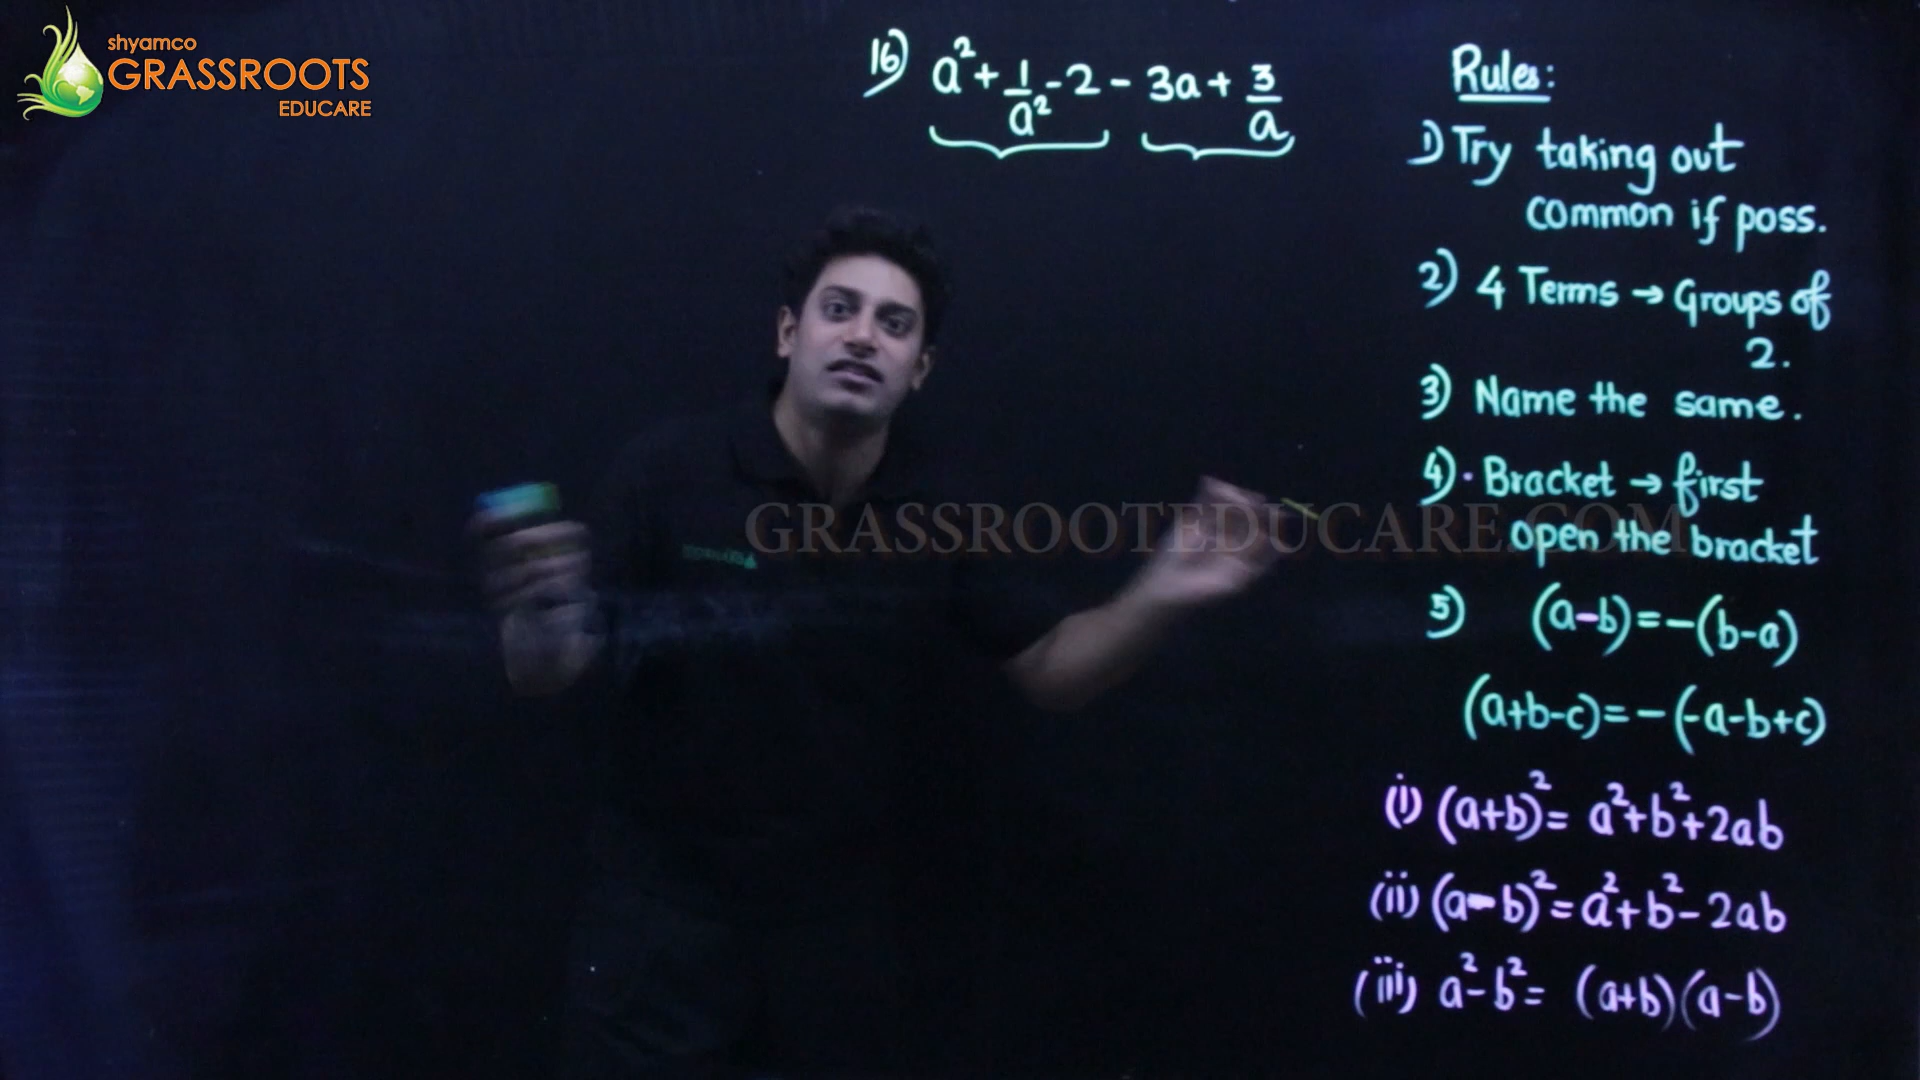 shyamco
GRASSROOTS
EDUCARE
16) a² + 1/a² - 2 - 3a + 3/a
Rules:
1) Try taking out
common if poss.
2) 4 Terms → Groups of
2.
3) Name the same.
4) · Bracket → first
open the bracket
5) (a-b) = -(b-a)
(a+b-c) = -(-a-b+c)
(i) (a+b)² = a²+b²+2ab
(ii) (a-b)² = a²+b²-2ab
(iii) a²-b² = (a+b)(a-b)
GRASSROOTEDUCARE.COM